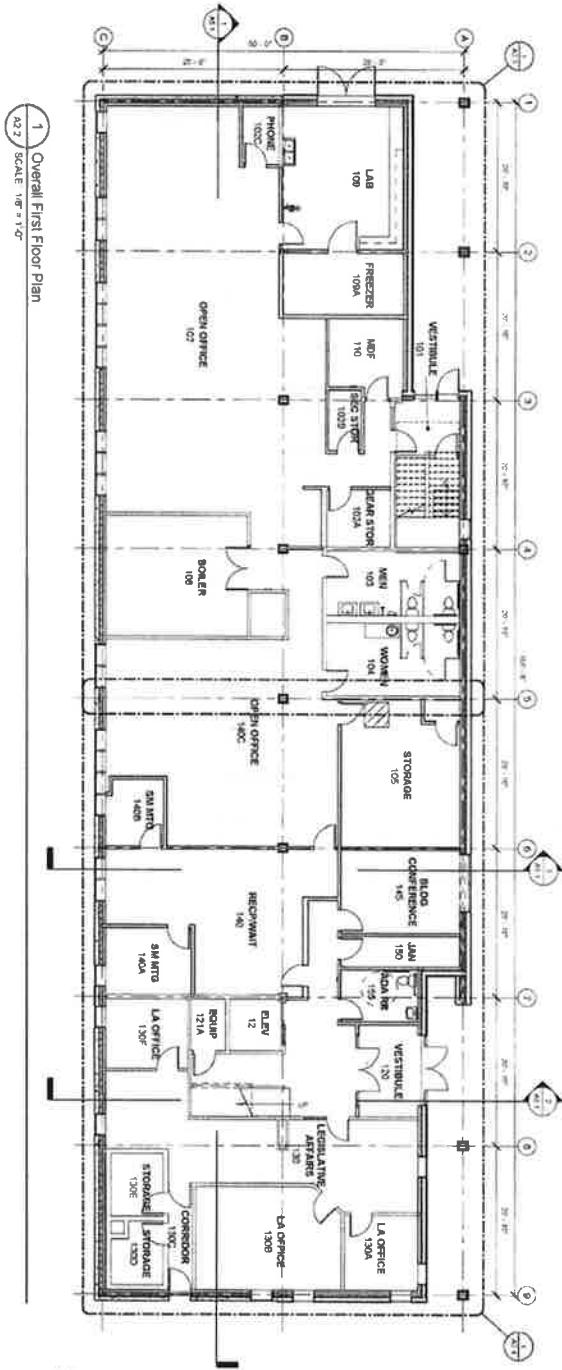 1
2
3
4
5
6
7
8
9
A
B
C
VESTIBULE
101
LAB
109
PHONE
102C
FREEZER
109A
MDF
110
SEC STOR
102B
GEAR STOR
102A
OPEN OFFICE
102
BOILER
106
MEN
103
WOMEN
104
STORAGE
105
OPEN OFFICE
140C
SM MTG
140B
BLDG
CONFERENCE
145
JAN
150
RECP/WAIT
140
SM MTG
140A
ADA RR
155
VESTIBULE
120
ELEV
12
EQUIP
121A
LA OFFICE
130F
LEGISLATIVE
AFFAIRS
130
LA OFFICE
130A
LA OFFICE
130B
CORRIDOR
130C
STORAGE
130E
STORAGE
130D
1
A2.2
Overall First Floor Plan
SCALE: 1/8" = 1'-0"